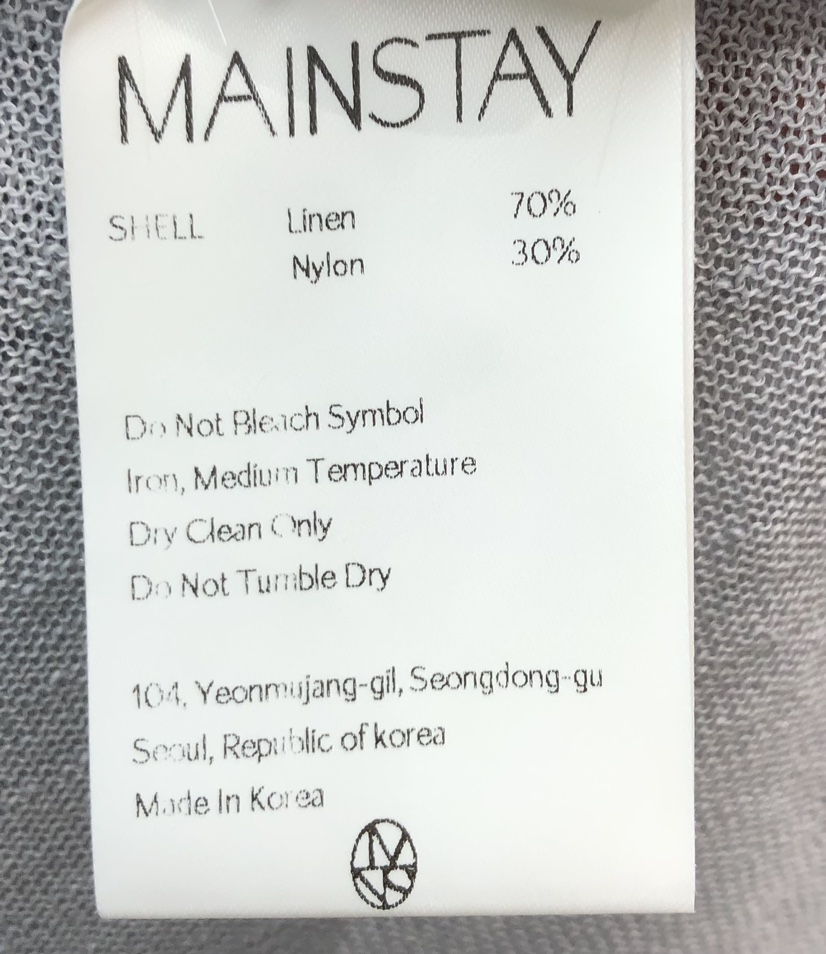 MAINSTAY
SHELL Linen 70%
Nylon 30%
Do Not Bleach Symbol
Iron, Medium Temperature
Dry Clean Only
Do Not Tumble Dry
104, Yeonmujang-gil, Seongdong-gu
Seoul, Republic of korea
Made In Korea